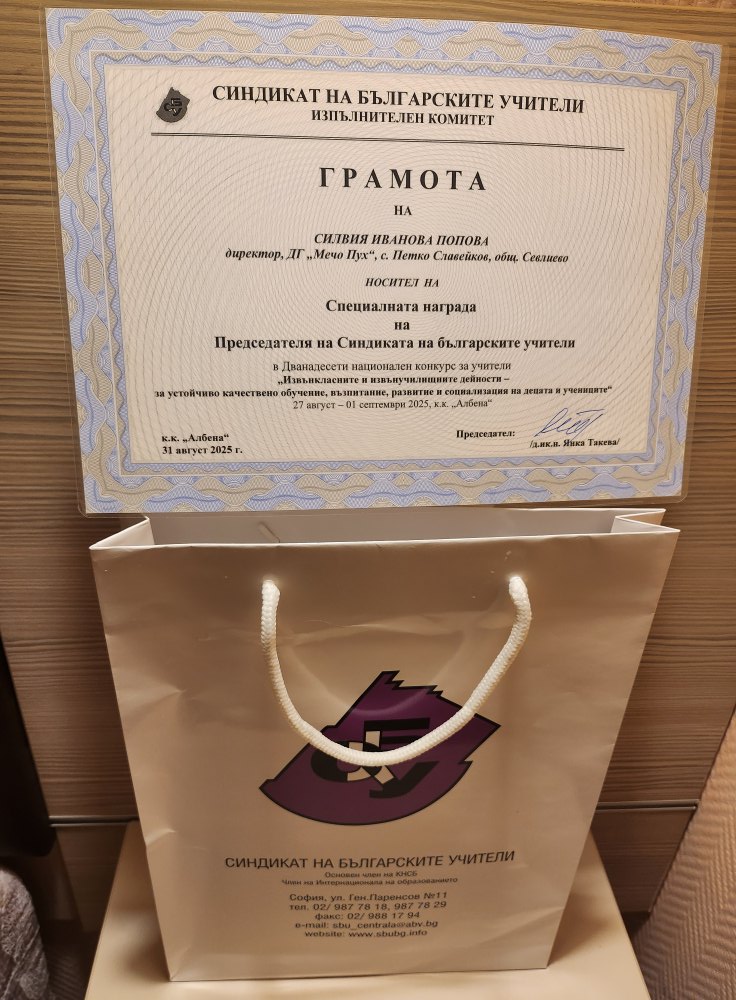 СИНДИКАТ НА БЪЛГАРСКИТЕ УЧИТЕЛИ
ИЗПЪЛНИТЕЛЕН КОМИТЕТ
ГРАМОТА
НА
СИЛВИЯ ИВАНОВА ПОПОВА
директор, ДГ „Мечо Пух“, с. Петко Славейков, общ. Севлиево
НОСИТЕЛ НА
Специалната награда
на
Председателя на Синдиката на българските учители
в Дванадесети национален конкурс за учители
„Извънкласните и извънучилищните дейности –
за устойчиво качествено обучение, възпитание, развитие и социализация на децата и учениците“
27 август – 01 септември 2025, к.к. „Албена“
к.к. „Албена“
31 август 2025 г.
Председател:
/д.ик.н. Янка Такева/
сбу
СИНДИКАТ НА БЪЛГАРСКИТЕ УЧИТЕЛИ
Основен член на КНСБ
Член на Интернационала на образованието
София, ул. Ген.Паренсов №11
тел. 02/ 987 78 18, 987 78 29
факс: 02/ 988 17 94
e-mail: sbu_centrala@abv.bg
website: www.sbubg.info